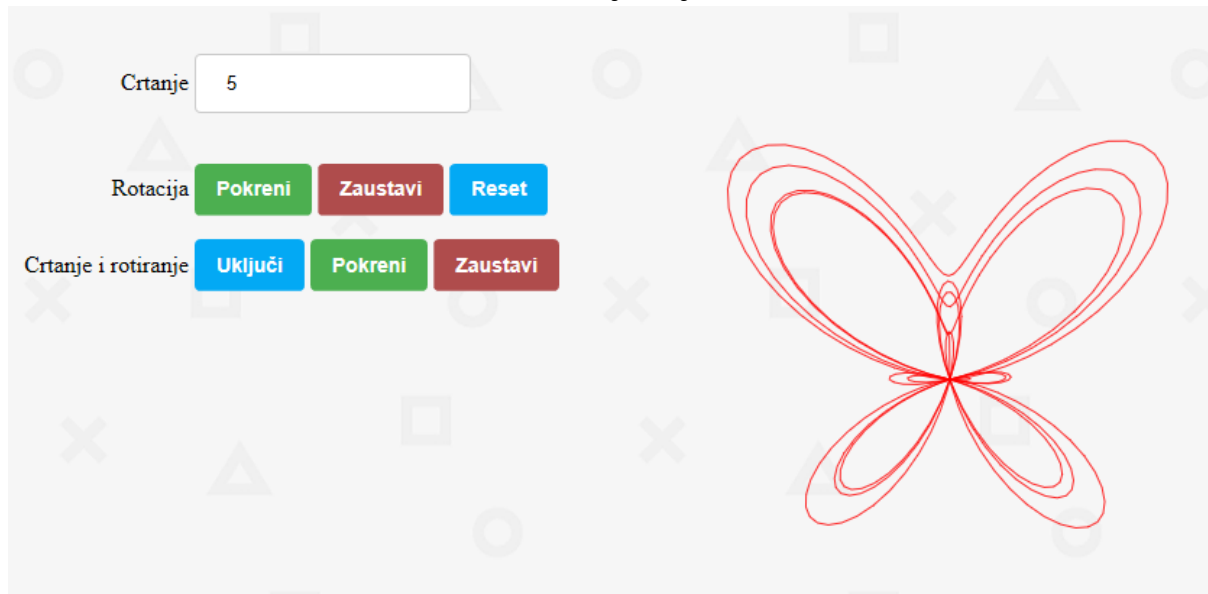 Crtanje 5
Rotacija Pokreni Zaustavi Reset
Crtanje i rotiranje Uključi Pokreni Zaustavi